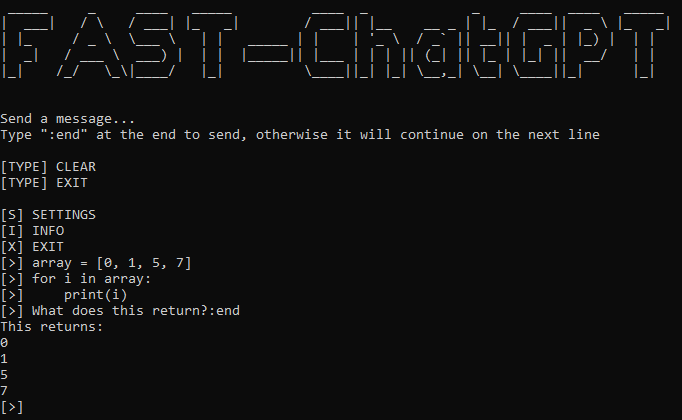 FAST-ChatGPT
Send a message...
Type ":end" at the end to send, otherwise it will continue on the next line
[TYPE] CLEAR
[TYPE] EXIT
[S] SETTINGS
[I] INFO
[X] EXIT
[>] array = [0, 1, 5, 7]
[>] for i in array:
[>]     print(i)
[>] What does this return?:end
This returns:
0
1
5
7
[>]